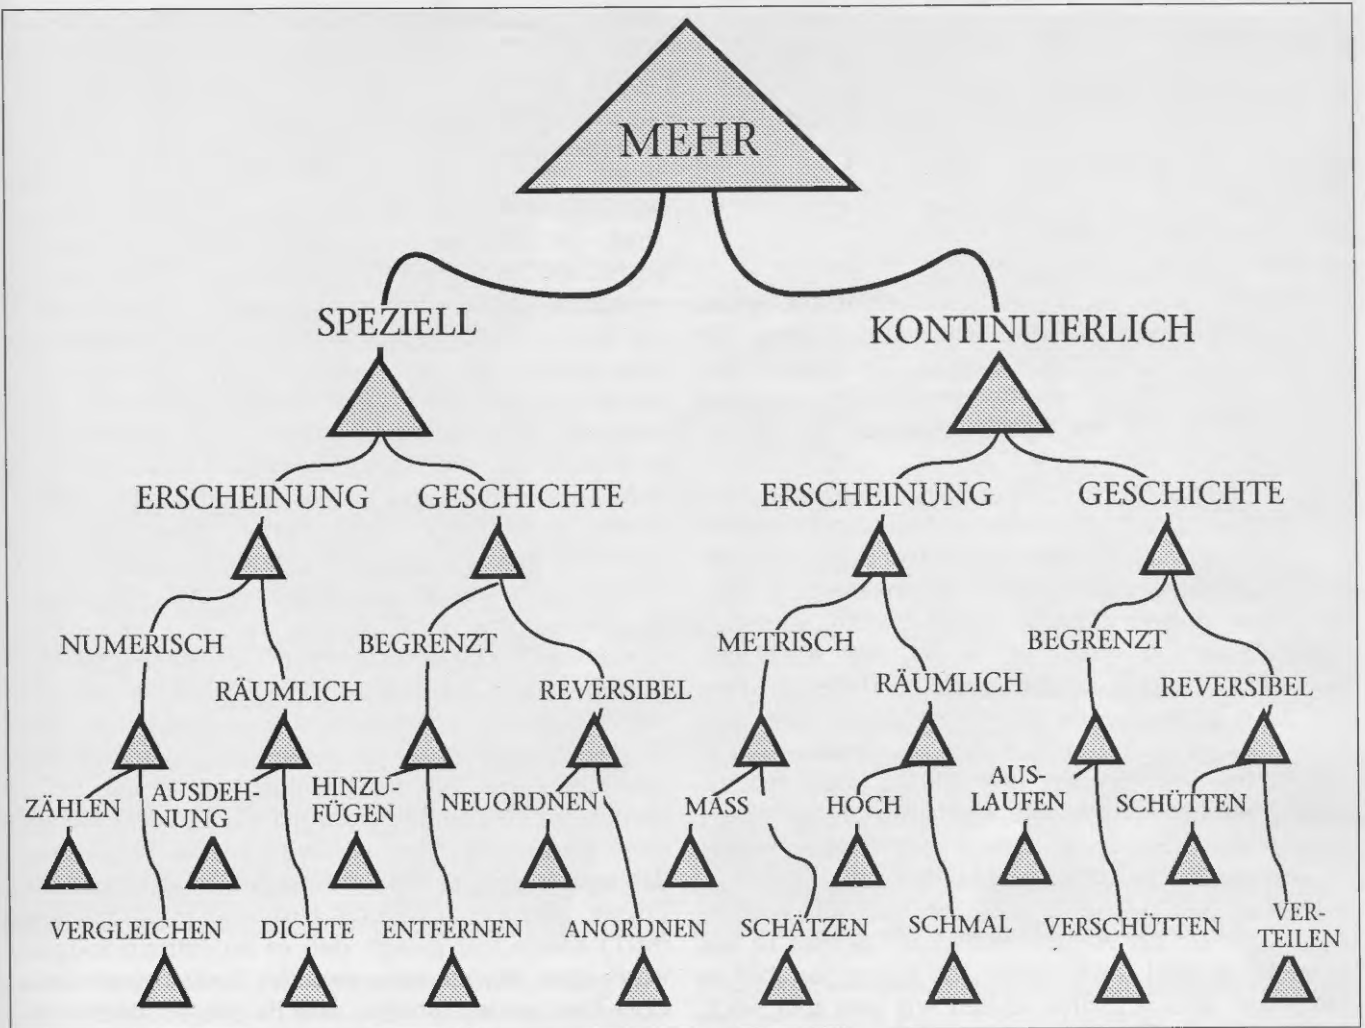 MEHR
SPEZIELL
KONTINUIERLICH
ERSCHEINUNG
GESCHICHTE
ERSCHEINUNG
GESCHICHTE
NUMERISCH
BEGRENZT
METRISCH
BEGRENZT
RÄUMLICH
REVERSIBEL
RÄUMLICH
REVERSIBEL
ZÄHLEN
AUSDEH-
NUNG
HINZU-
FÜGEN
NEUORDNEN
MASS
HOCH
AUS-
LAUFEN
SCHÜTTEN
VERGLEICHEN
DICHTE
ENTFERNEN
ANORDNEN
SCHÄTZEN
SCHMAL
VERSCHÜTTEN
VER-
TEILEN